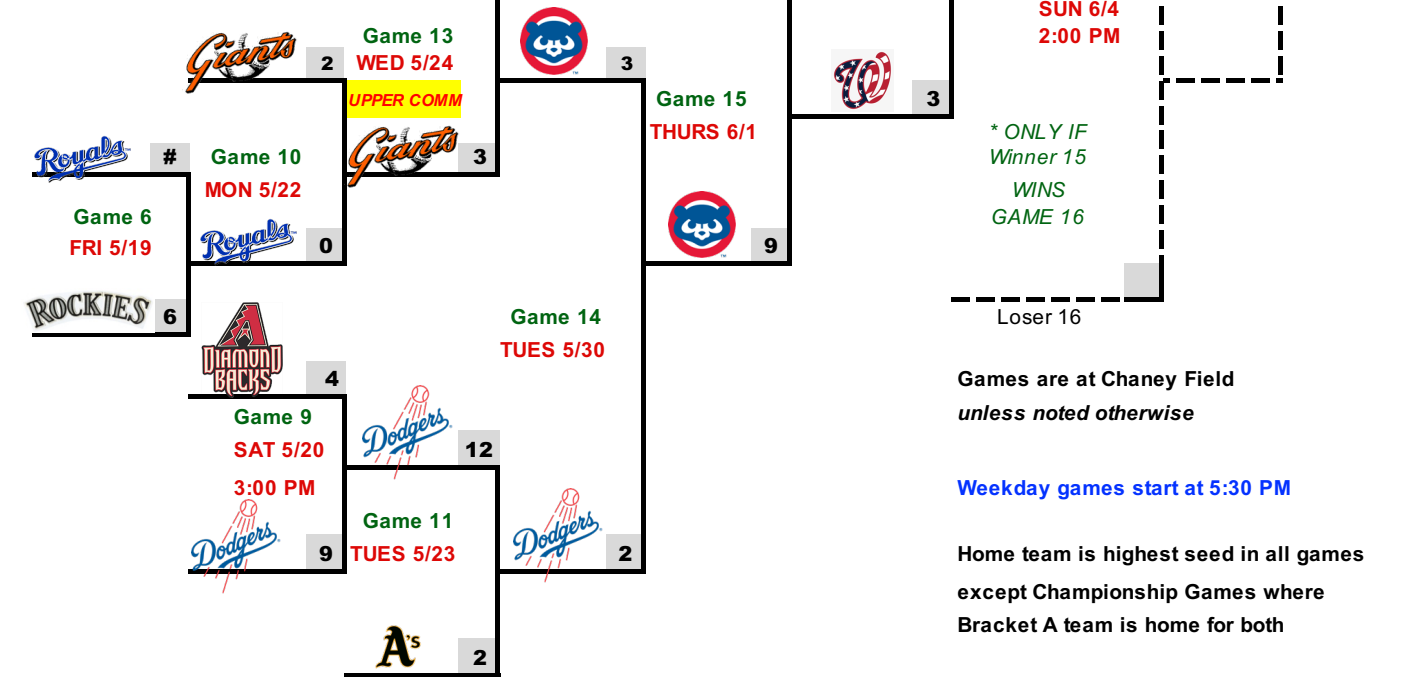 SUN 6/4
2:00 PM
Giants
2
Game 13
WED 5/24
UPPER COMM
3
Game 15
THURS 6/1
W
3
* ONLY IF
Winner 15
WINS
GAME 16
Royals
#
Game 10
MON 5/22
Giants
3
Game 6
FRI 5/19
Royals
0
9
ROCKIES
6
A
DIAMOND
BACKS
4
Game 14
TUES 5/30
Loser 16
Games are at Chaney Field
unless noted otherwise
Game 9
SAT 5/20
3:00 PM
Dodgers
12
Weekday games start at 5:30 PM
Dodgers
9
Game 11
TUES 5/23
Dodgers
2
Home team is highest seed in all games
except Championship Games where
Bracket A team is home for both
A's
2